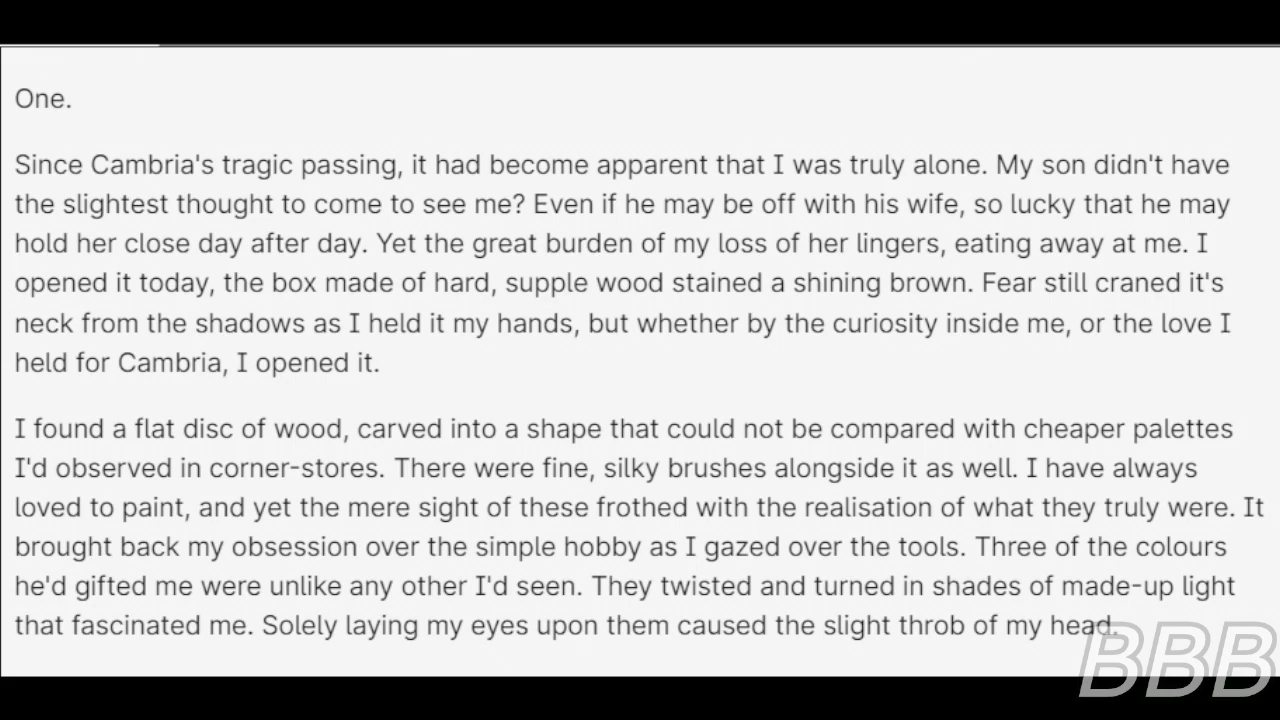 One.
Since Cambria's tragic passing, it had become apparent that I was truly alone. My son didn't have
the slightest thought to come to see me? Even if he may be off with his wife, so lucky that he may
hold her close day after day. Yet the great burden of my loss of her lingers, eating away at me. I
opened it today, the box made of hard, supple wood stained a shining brown. Fear still craned it's
neck from the shadows as I held it my hands, but whether by the curiosity inside me, or the love I
held for Cambria, I opened it.
I found a flat disc of wood, carved into a shape that could not be compared with cheaper palettes
I'd observed in corner-stores. There were fine, silky brushes alongside it as well. I have always
loved to paint, and yet the mere sight of these frothed with the realisation of what they truly were. It
brought back my obsession over the simple hobby as I gazed over the tools. Three of the colours
he'd gifted me were unlike any other I'd seen. They twisted and turned in shades of made-up light
that fascinated me. Solely laying my eyes upon them caused the slight throb of my head.
BBB